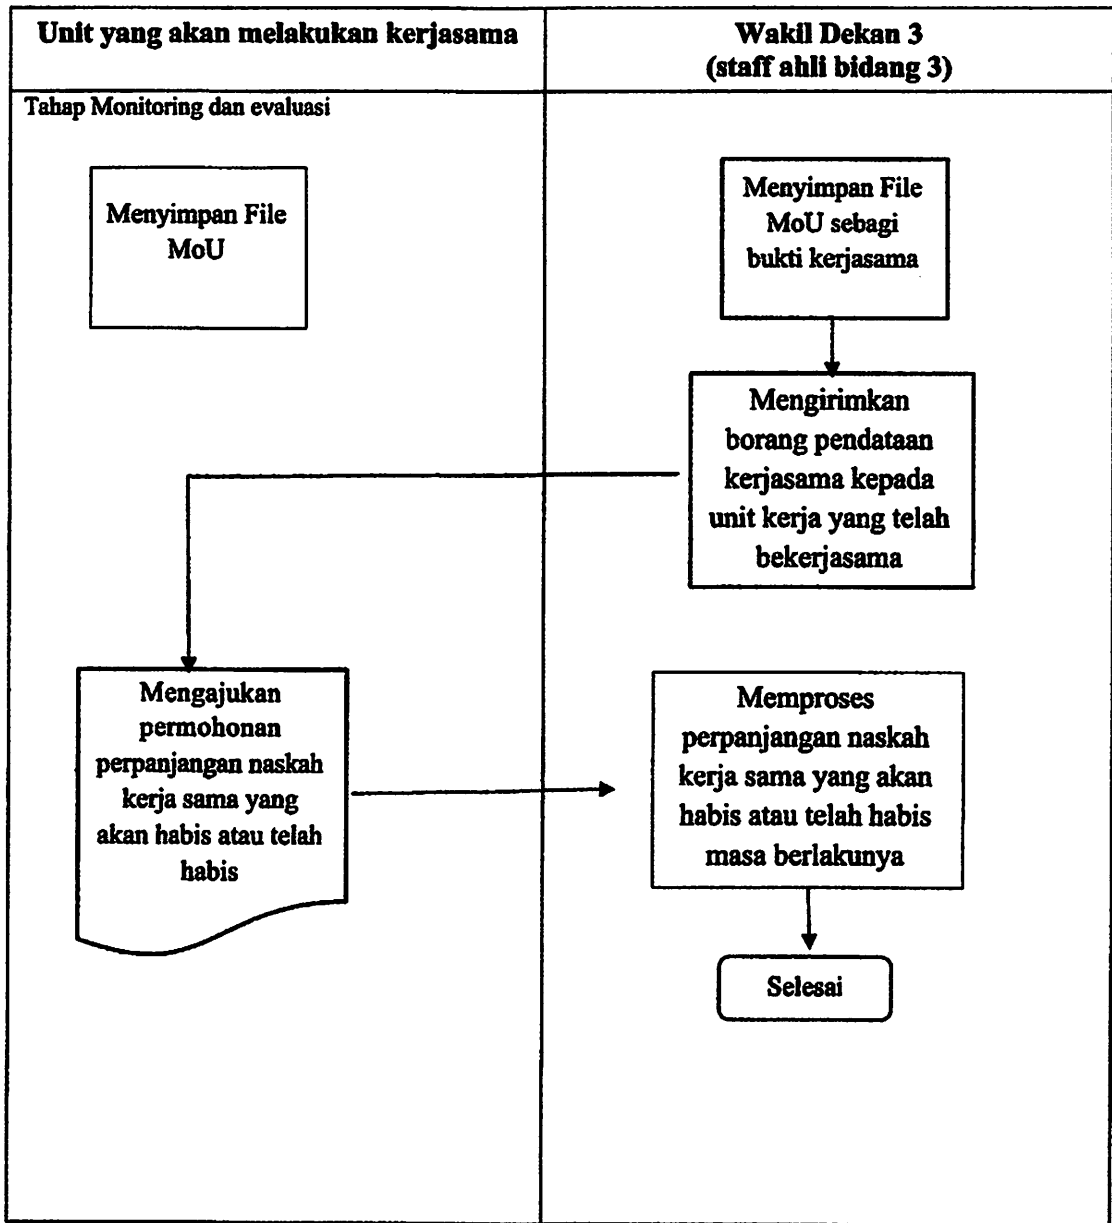 Unit yang akan melakukan kerjasama
Wakil Dekan 3
(staff ahli bidang 3)
Tahap Monitoring dan evaluasi
Menyimpan File
MoU
Menyimpan File
MoU sebagi
bukti kerjasama
Mengirimkan
borang pendataan
kerjasama kepada
unit kerja yang telah
bekerjasama
Mengajukan
permohonan
perpanjangan naskah
kerja sama yang
akan habis atau telah
habis
Memproses
perpanjangan naskah
kerja sama yang akan
habis atau telah habis
masa berlakunya
Selesai